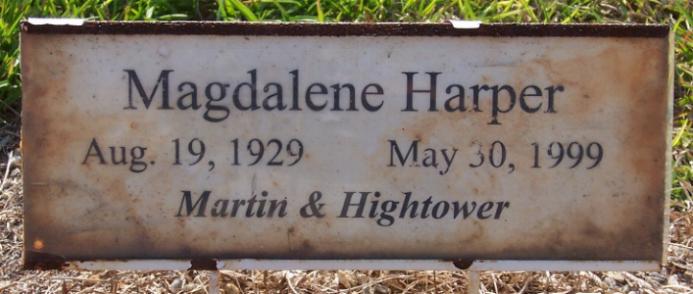 Magdalene Harper
Aug. 19, 1929 May 30, 1999
Martin & Hightower